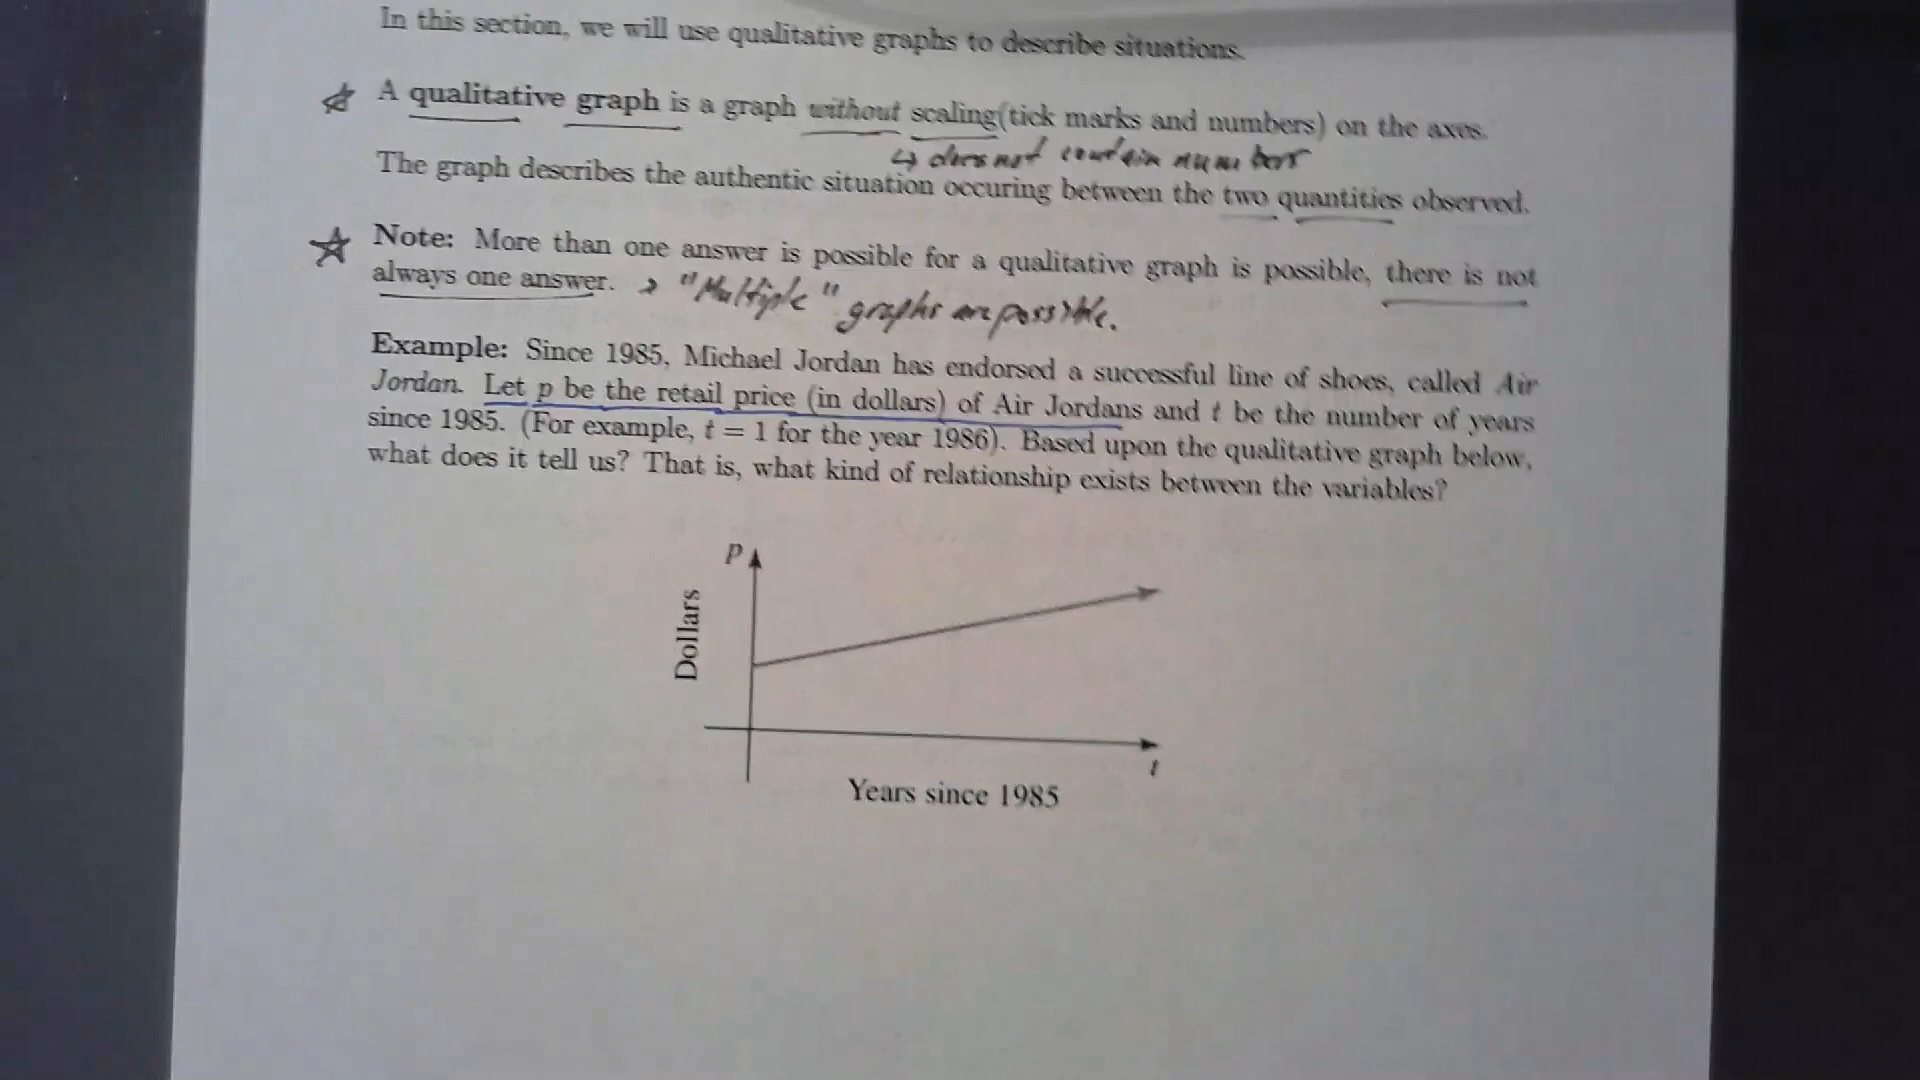 In this section, we will use qualitative graphs to describe situations.
A qualitative graph is a graph without scaling(tick marks and numbers) on the axes.
↳ does not contain numbers
The graph describes the authentic situation occuring between the two quantities observed.
Note: More than one answer is possible for a qualitative graph is possible, there is not
always one answer. → "Multiple" graphs are possible.
Example: Since 1985, Michael Jordan has endorsed a successful line of shoes, called Air
Jordan. Let p be the retail price (in dollars) of Air Jordans and t be the number of years
since 1985. (For example, t = 1 for the year 1986). Based upon the qualitative graph below,
what does it tell us? That is, what kind of relationship exists between the variables?
p
Dollars
t
Years since 1985